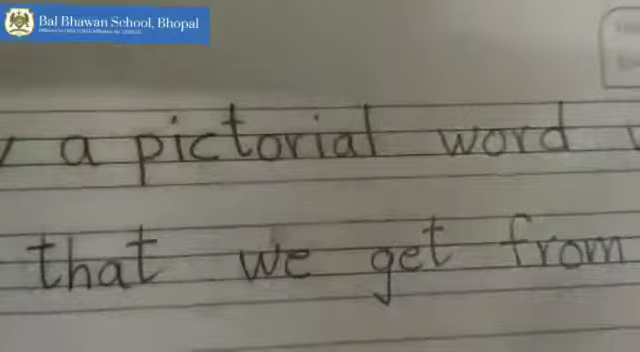 Bal Bhawan School, Bhopal
a pictorial word
that we get from